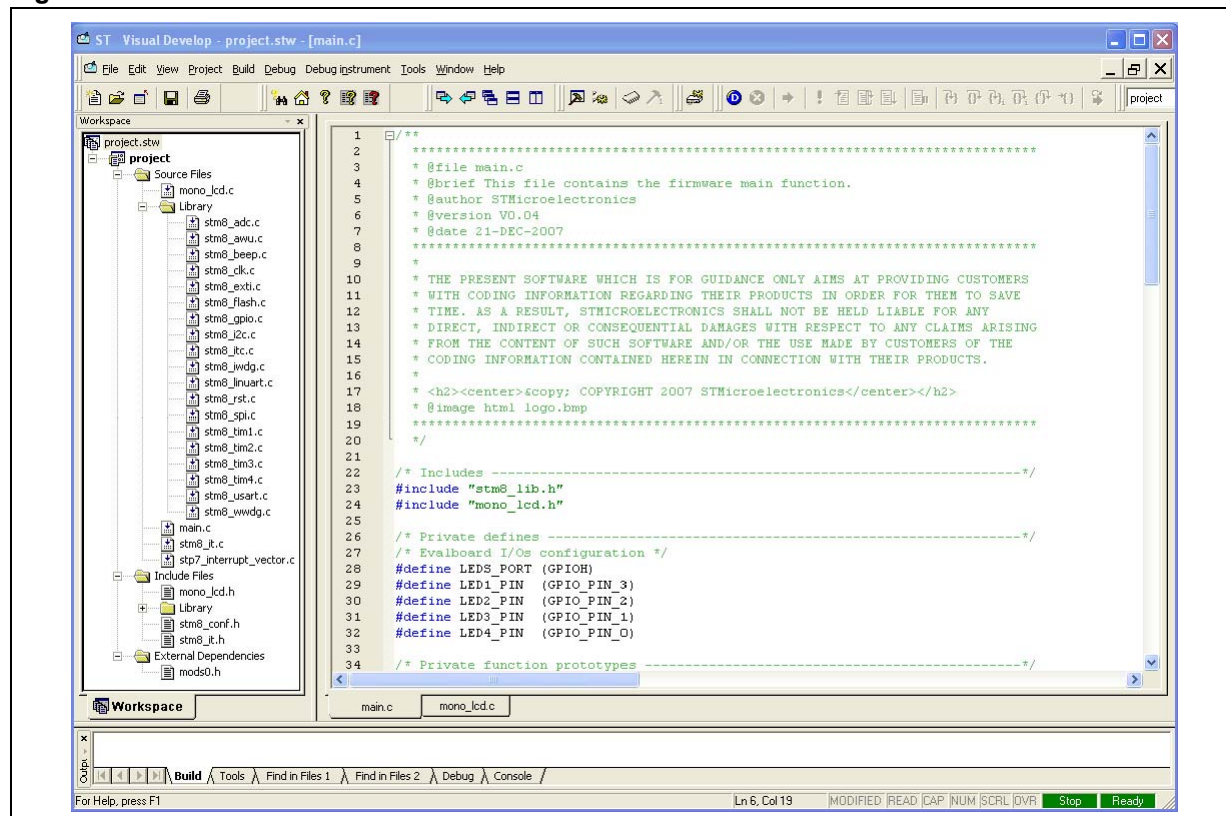 ST Visual Develop - project.stw - [main.c]
File Edit View Project Build Debug Debug instrument Tools Window Help
project
Workspace
project.stw
project
Source Files
mono_lcd.c
Library
stm8_adc.c
stm8_awu.c
stm8_beep.c
stm8_clk.c
stm8_exti.c
stm8_flash.c
stm8_gpio.c
stm8_i2c.c
stm8_itc.c
stm8_iwdg.c
stm8_linuart.c
stm8_rst.c
stm8_spi.c
stm8_tim1.c
stm8_tim2.c
stm8_tim3.c
stm8_tim4.c
stm8_usart.c
stm8_wwdg.c
main.c
stm8_it.c
stp7_interrupt_vector.c
Include Files
mono_lcd.h
Library
stm8_conf.h
stm8_it.h
External Dependencies
mods0.h
Workspace
1 /**
2 ******************************************************************************
3 * @file main.c
4 * @brief This file contains the firmware main function.
5 * @author STMicroelectronics
6 * @version V0.04
7 * @date 21-DEC-2007
8 ******************************************************************************
9 *
10 * THE PRESENT SOFTWARE WHICH IS FOR GUIDANCE ONLY AIMS AT PROVIDING CUSTOMERS
11 * WITH CODING INFORMATION REGARDING THEIR PRODUCTS IN ORDER FOR THEM TO SAVE
12 * TIME. AS A RESULT, STMICROELECTRONICS SHALL NOT BE HELD LIABLE FOR ANY
13 * DIRECT, INDIRECT OR CONSEQUENTIAL DAMAGES WITH RESPECT TO ANY CLAIMS ARISING
14 * FROM THE CONTENT OF SUCH SOFTWARE AND/OR THE USE MADE BY CUSTOMERS OF THE
15 * CODING INFORMATION CONTAINED HEREIN IN CONNECTION WITH THEIR PRODUCTS.
16 *
17 * <h2><center>&copy; COPYRIGHT 2007 STMicroelectronics</center></h2>
18 * @image html logo.bmp
19 ******************************************************************************
20 */
21
22 /* Includes ------------------------------------------------------------------*/
23 #include "stm8_lib.h"
24 #include "mono_lcd.h"
25
26 /* Private defines -----------------------------------------------------------*/
27 /* Evalboard I/Os configuration */
28 #define LEDS_PORT (GPIOH)
29 #define LED1_PIN (GPIO_PIN_3)
30 #define LED2_PIN (GPIO_PIN_2)
31 #define LED3_PIN (GPIO_PIN_1)
32 #define LED4_PIN (GPIO_PIN_0)
33
34 /* Private function prototypes -----------------------------------------------*/
main.c mono_lcd.c
Build Tools Find in Files 1 Find in Files 2 Debug Console
For Help, press F1 Ln 6, Col 19 MODIFIED READ CAP NUM SCRL OVR Stop Ready